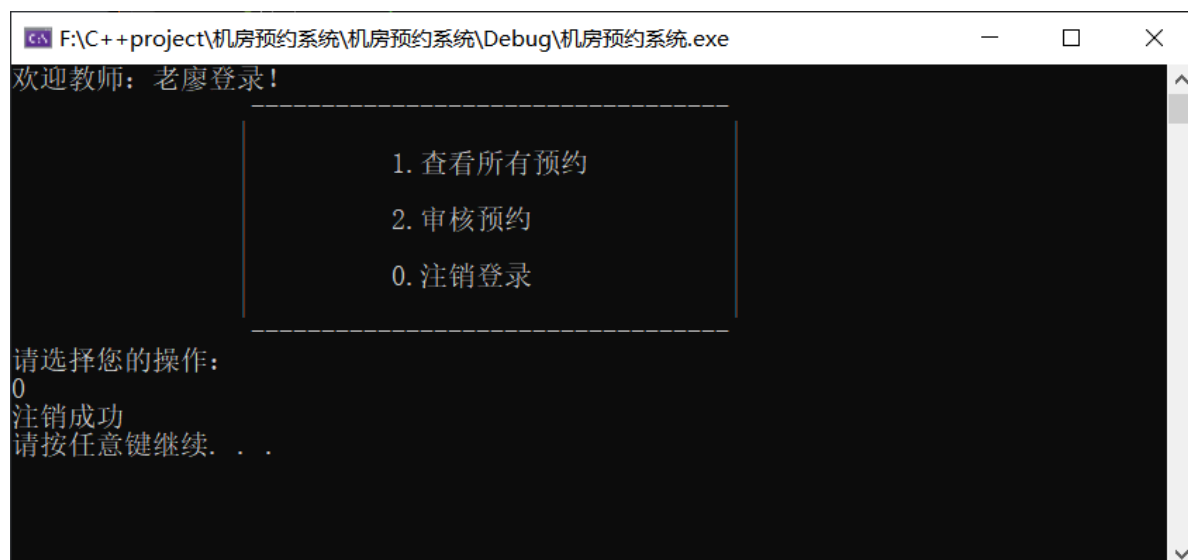 F:\C++project\机房预约系统\机房预约系统\Debug\机房预约系统.exe
欢迎教师：老廖登录！
1.查看所有预约
2.审核预约
0.注销登录
请选择您的操作：
0
注销成功
请按任意键继续. . .